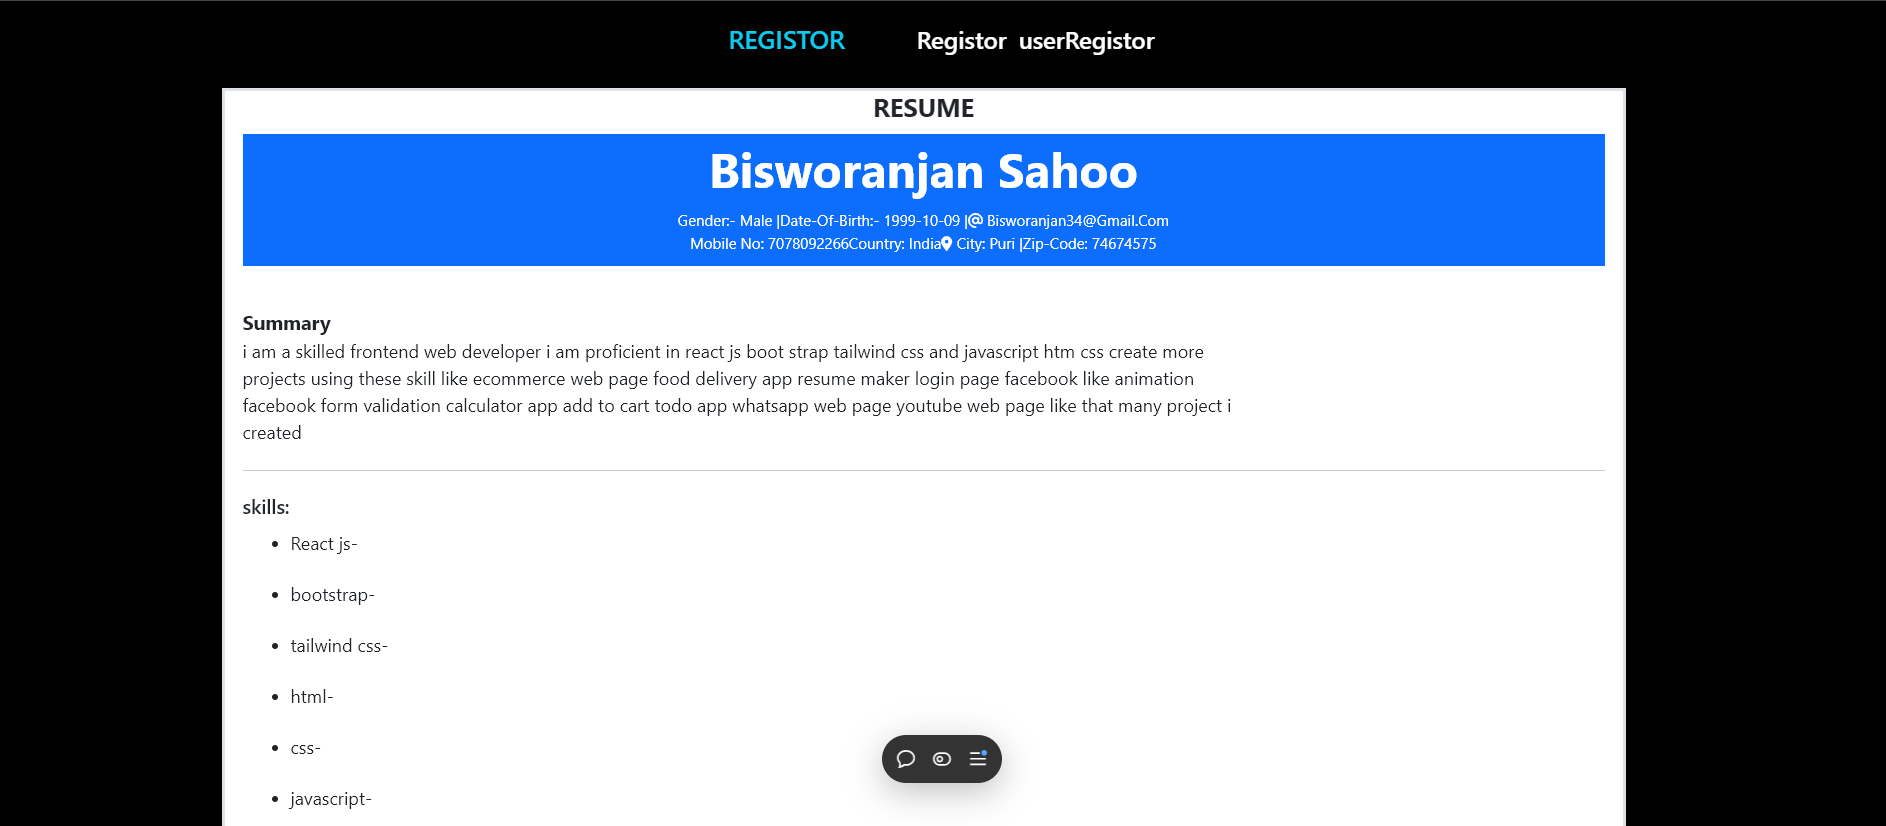 REGISTOR Registor userRegistor
RESUME
Bisworanjan Sahoo
Gender:- Male |Date-Of-Birth:- 1999-10-09 |@ Bisworanjan34@Gmail.Com
Mobile No: 7078092266Country: India City: Puri |Zip-Code: 74674575
Summary
i am a skilled frontend web developer i am proficient in react js boot strap tailwind css and javascript htm css create more
projects using these skill like ecommerce web page food delivery app resume maker login page facebook like animation
facebook form validation calculator app add to cart todo app whatsapp web page youtube web page like that many project i
created
skills:
• React js-
• bootstrap-
• tailwind css-
• html-
• css-
• javascript-